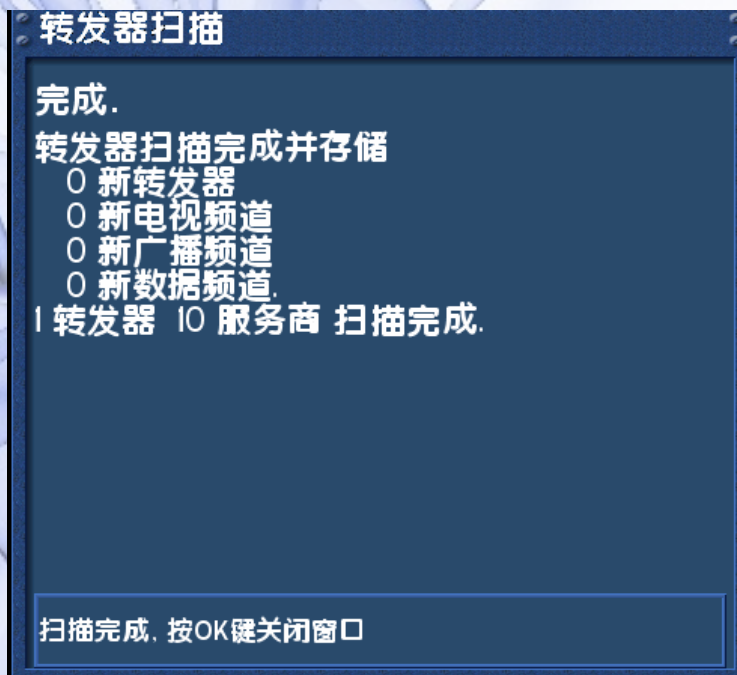 转发器扫描
完成.
转发器扫描完成并存储
0 新转发器
0 新电视频道
0 新广播频道
0 新数据频道.
1 转发器 10 服务商 扫描完成.
扫描完成, 按OK键关闭窗口